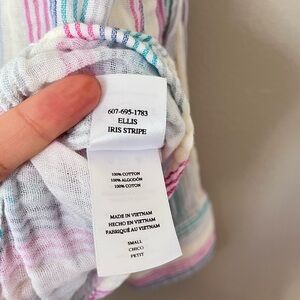 607-695-1783
ELLIS
IRIS STRIPE
100% COTTON
100% ALGODÓN
100% COTON
MADE IN VIETNAM
HECHO EN VIETNAM
FABRIQUÉ AU VIETNAM
SMALL
CHICO
PETIT